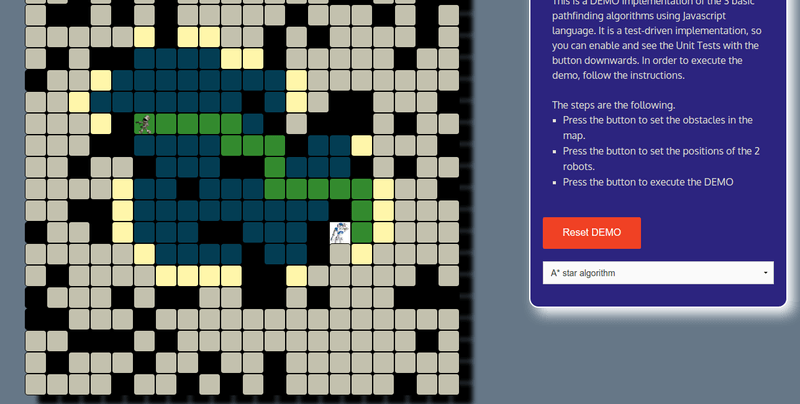 This is a DEMO implementation of the 3 basic
pathfinding algorithms using Javascript
language. It is a test-driven implementation, so
you can enable and see the Unit Tests with the
button downwards. In order to execute the
demo, follow the instructions.
The steps are the following.
Press the button to set the obstacles in the
map.
Press the button to set the positions of the 2
robots.
Press the button to execute the DEMO
Reset DEMO
A* star algorithm